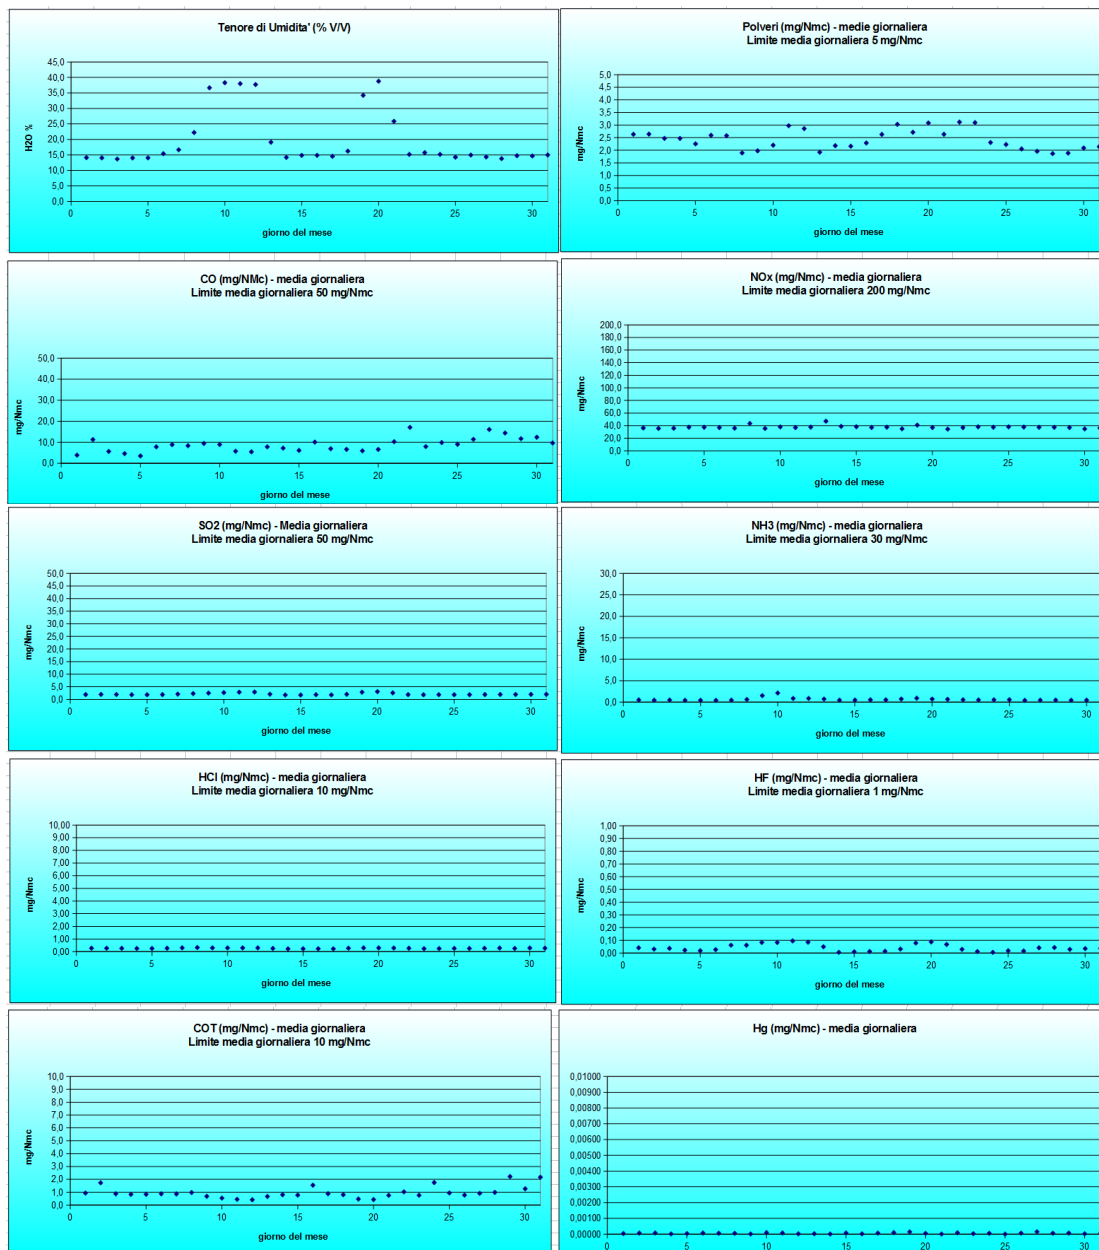 Tenore di Umidita' (% V/V)
45,0
40,0
35,0
30,0
25,0
20,0
15,0
10,0
5,0
0,0
H2O %
0 5 10 15 20 25 30
giorno del mese
Polveri (mg/Nmc) - medie giornaliera
Limite media giornaliera 5 mg/Nmc
5,0
4,5
4,0
3,5
3,0
2,5
2,0
1,5
1,0
0,5
0,0
mg/Nmc
0 5 10 15 20 25 30
giorno del mese
CO (mg/NMc) - media giornaliera
Limite media giornaliera 50 mg/Nmc
50,0
40,0
30,0
20,0
10,0
0,0
mg/Nmc
0 5 10 15 20 25 30
giorno del mese
NOx (mg/Nmc) - media giornaliera
Limite media giornaliera 200 mg/Nmc
200,0
180,0
160,0
140,0
120,0
100,0
80,0
60,0
40,0
20,0
0,0
mg/Nmc
0 5 10 15 20 25 30
giorno del mese
SO2 (mg/Nmc) - Media giornaliera
Limite media giornaliera 50 mg/Nmc
50,0
45,0
40,0
35,0
30,0
25,0
20,0
15,0
10,0
5,0
0,0
mg/Nmc
0 5 10 15 20 25 30
giorno del mese
NH3 (mg/Nmc) - media giornaliera
Limite media giornaliera 30 mg/Nmc
30,0
25,0
20,0
15,0
10,0
5,0
0,0
mg/Nmc
0 5 10 15 20 25 30
giorno del mese
HCl (mg/Nmc) - media giornaliera
Limite media giornaliera 10 mg/Nmc
10,00
9,00
8,00
7,00
6,00
5,00
4,00
3,00
2,00
1,00
0,00
mg/Nmc
0 5 10 15 20 25 30
giorno del mese
HF (mg/Nmc) - media giornaliera
Limite media giornaliera 1 mg/Nmc
1,00
0,90
0,80
0,70
0,60
0,50
0,40
0,30
0,20
0,10
0,00
mg/Nmc
0 5 10 15 20 25 30
giorno del mese
COT (mg/Nmc) - media giornaliera
Limite media giornaliera 10 mg/Nmc
10,0
9,0
8,0
7,0
6,0
5,0
4,0
3,0
2,0
1,0
0,0
mg/Nmc
0 5 10 15 20 25 30
giorno del mese
Hg (mg/Nmc) - media giornaliera
0,01000
0,00900
0,00800
0,00700
0,00600
0,00500
0,00400
0,00300
0,00200
0,00100
0,00000
mg/Nmc
0 5 10 15 20 25 30
giorno del mese